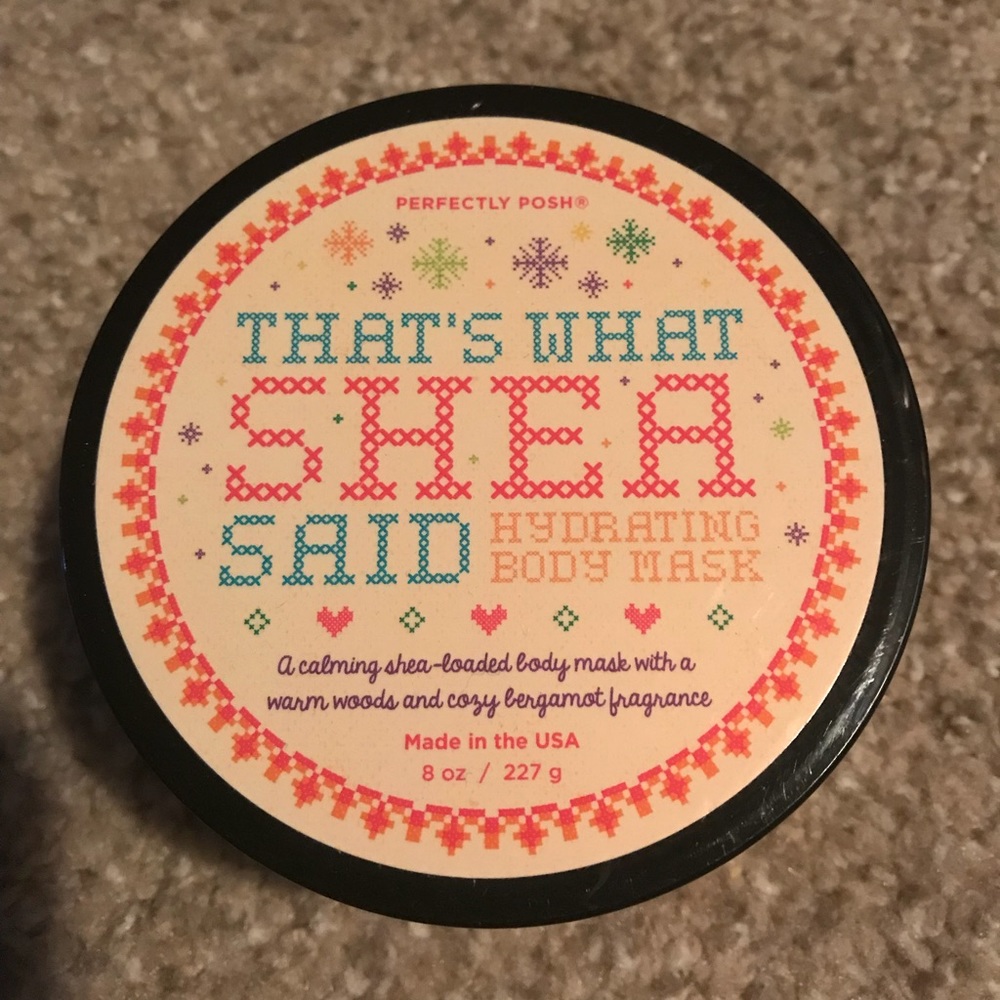 PERFECTLY POSH®
THAT'S WHAT
SHEA
SAID HYDRATING
BODY MASK
A calming shea-loaded body mask with a
warm woods and cozy bergamot fragrance
Made in the USA
8 oz / 227 g